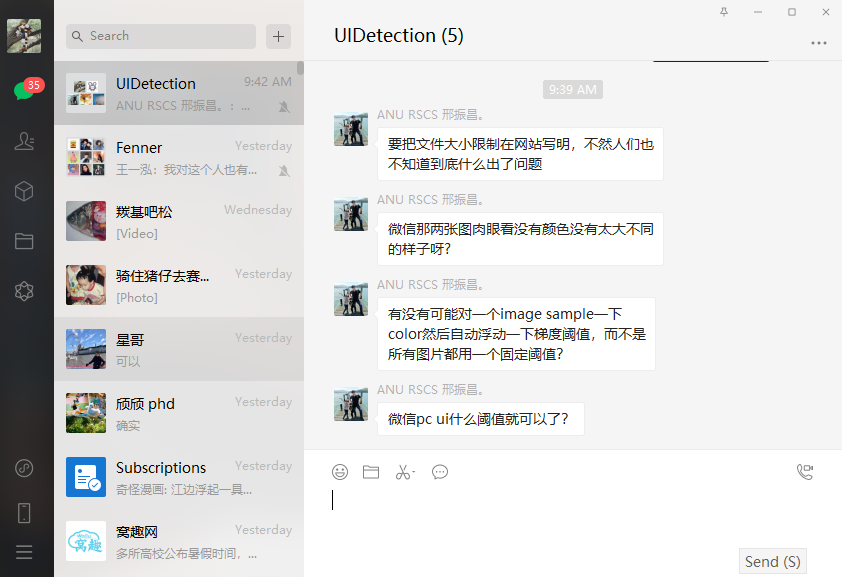 Search
35
UIDetection
9:42 AM
ANU RSCS 邢振昌。: ...
Fenner
Yesterday
王一泓：我对这个人也有...
羰基吧松
Wednesday
[Video]
骑住猪仔去赛...
Yesterday
[Photo]
星哥
Yesterday
可以
颀颀 phd
Yesterday
确实
Subscriptions
Yesterday
奇怪漫画: 江边浮起一具...
窝趣网
Yesterday
多所高校公布暑假时间，...
UIDetection (5)
9:39 AM
ANU RSCS 邢振昌。
要把文件大小限制在网站写明，不然人们也
不知道到底什么出了问题
ANU RSCS 邢振昌。
微信那两张图肉眼看没有颜色没有太大不同
的样子呀?
ANU RSCS 邢振昌。
有没有可能对一个image sample一下
color然后自动浮动一下梯度阈值，而不是
所有图片都用一个固定阈值?
ANU RSCS 邢振昌。
微信pc ui什么阈值就可以了?
Send (S)